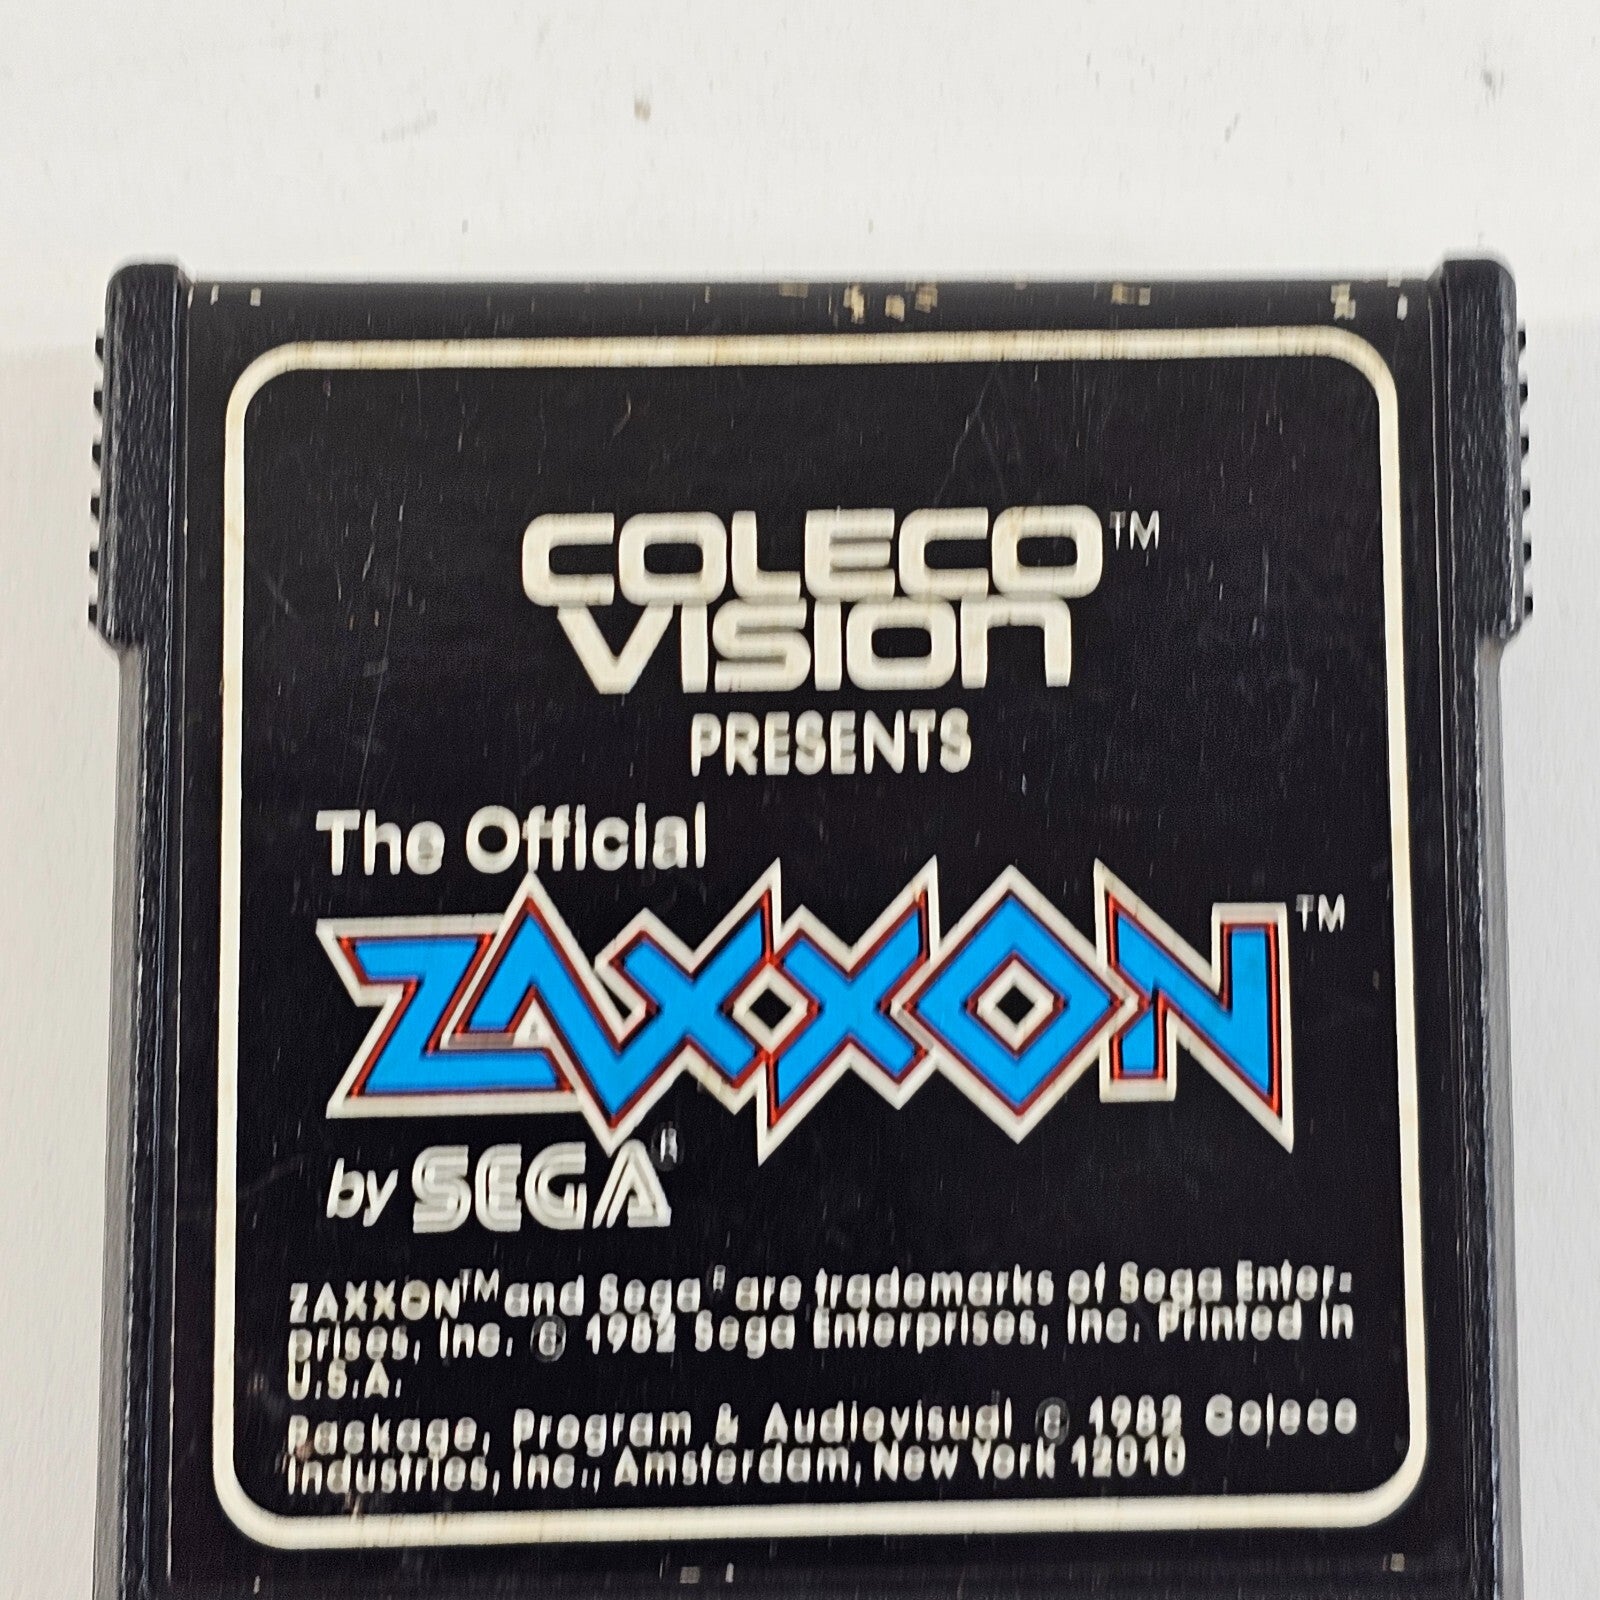 COLECO™
VISION
PRESENTS
The Official
ZAXXON™
by SEGA®
ZAXXON™ and Sega® are trademarks of Sega Enter-
prises, Inc. © 1982 Sega Enterprises, Inc. Printed in
U.S.A.
Package, Program & Audiovisual © 1982 Coleco
Industries, Inc., Amsterdam, New York 12010